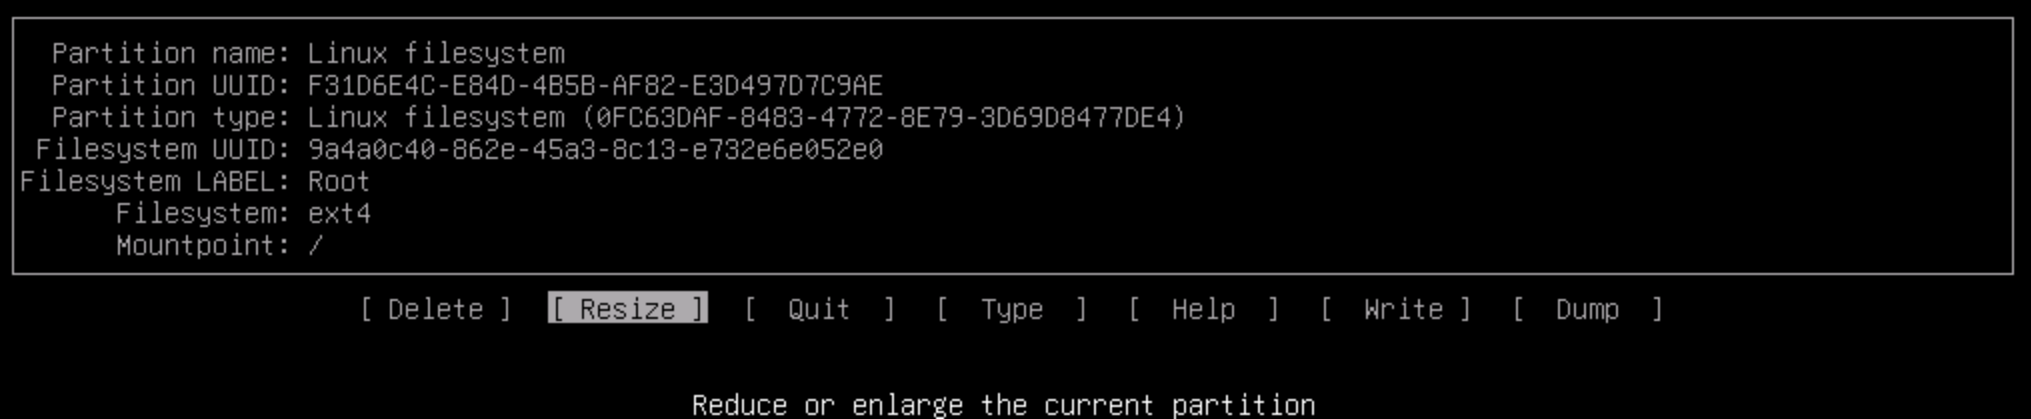 Partition name: Linux filesystem
Partition UUID: F31D6E4C-E84D-4B5B-AF82-E3D497D7C9AE
Partition type: Linux filesystem (0FC63DAF-8483-4772-8E79-3D69D8477DE4)
Filesystem UUID: 9a4a0c40-862e-45a3-8c13-e732e6e052e0
Filesystem LABEL: Root
Filesystem: ext4
Mountpoint: /
[ Delete ] [ Resize ] [ Quit ] [ Type ] [ Help ] [ Write ] [ Dump ]
Reduce or enlarge the current partition